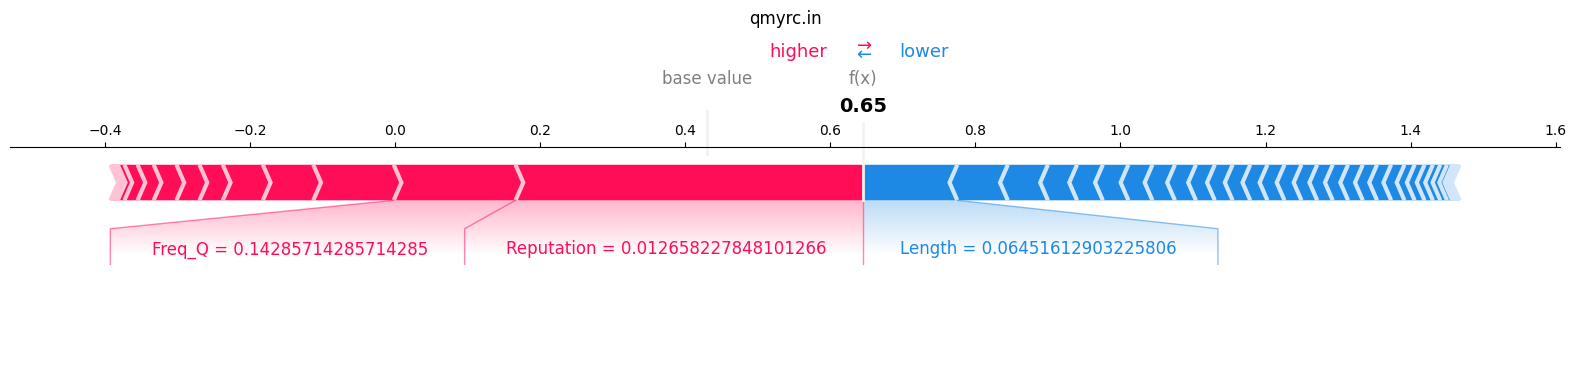 qmyrc.in
higher ⇄ lower
base value f(x)
0.65
−0.4 −0.2 0.0 0.2 0.4 0.6 0.8 1.0 1.2 1.4 1.6
Freq_Q = 0.14285714285714285 Reputation = 0.012658227848101266 Length = 0.06451612903225806